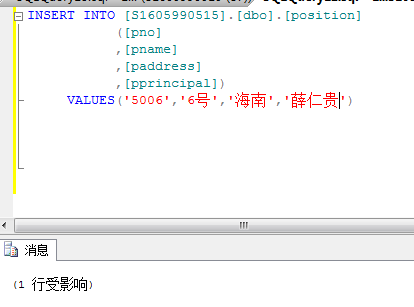 INSERT INTO [S1605990515].[dbo].[position]
([pno]
,[pname]
,[paddress]
,[pprincipal])
VALUES('5006','6号','海南','薛仁贵')
消息
(1 行受影响)